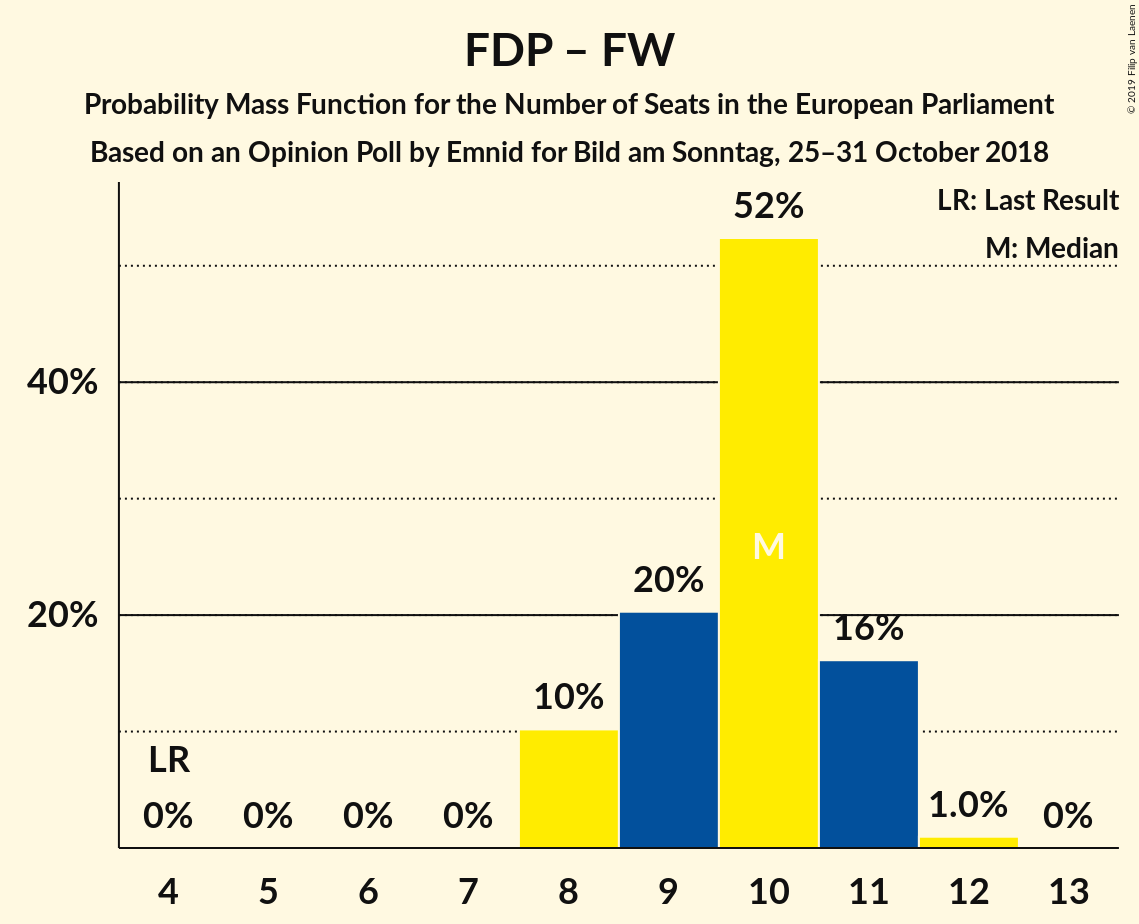 FDP – FW
Probability Mass Function for the Number of Seats in the European Parliament
Based on an Opinion Poll by Emnid for Bild am Sonntag, 25–31 October 2018
© 2019 Filip van Laenen
LR: Last Result
M: Median
52%
40%
M
20%
20%
16%
10%
LR
0%
0%
0%
0%
1.0%
0%
4 5 6 7 8 9 10 11 12 13